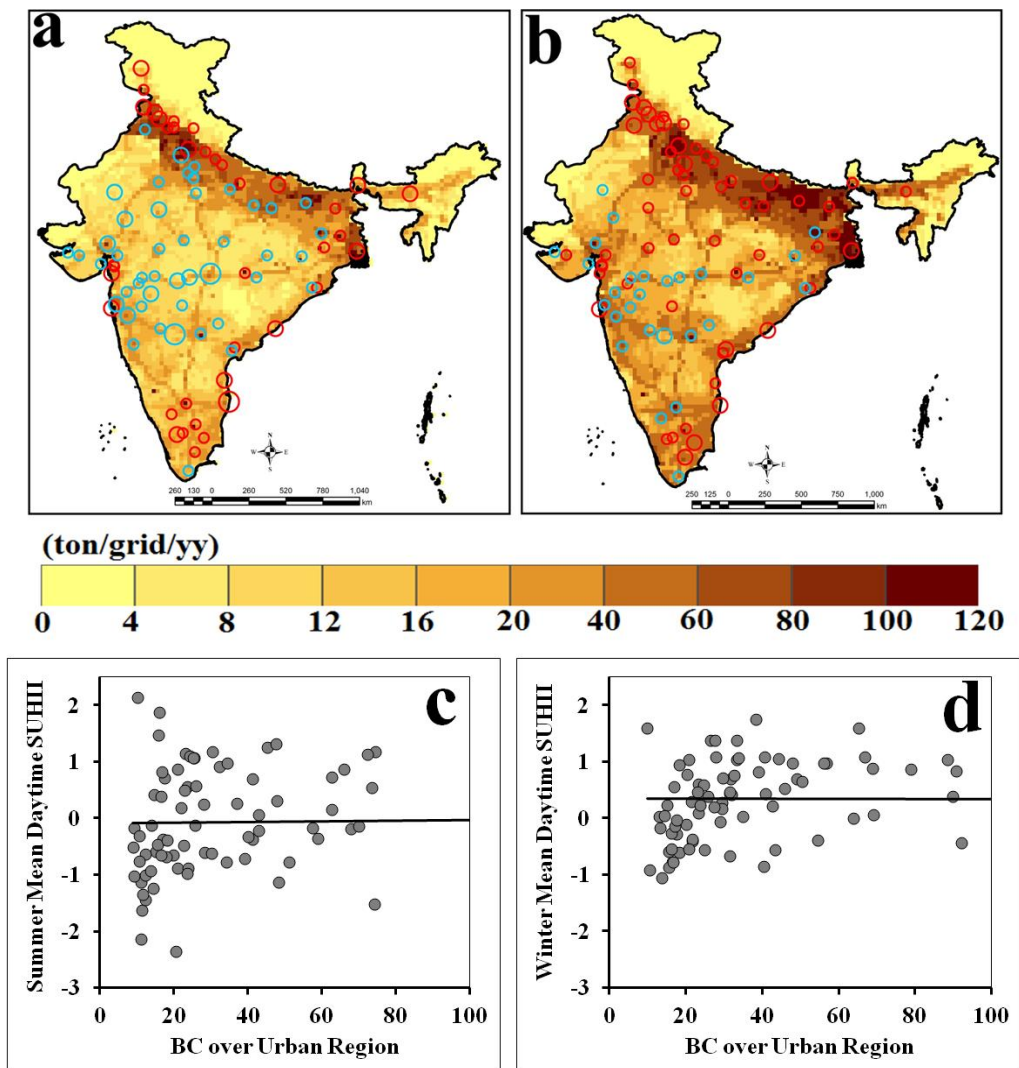 a
b
N
W E
S
260 130 0 260 520 780 1,040
km
N
W E
S
250 125 0 250 500 750 1,000
km
(ton/grid/yy)
0 4 8 12 16 20 40 60 80 100 120
c
Summer Mean Daytime SUHII
2
1
0
-1
-2
-3
0 20 40 60 80 100
BC over Urban Region
d
Winter Mean Daytime SUHII
2
1
0
-1
-2
-3
0 20 40 60 80 100
BC over Urban Region